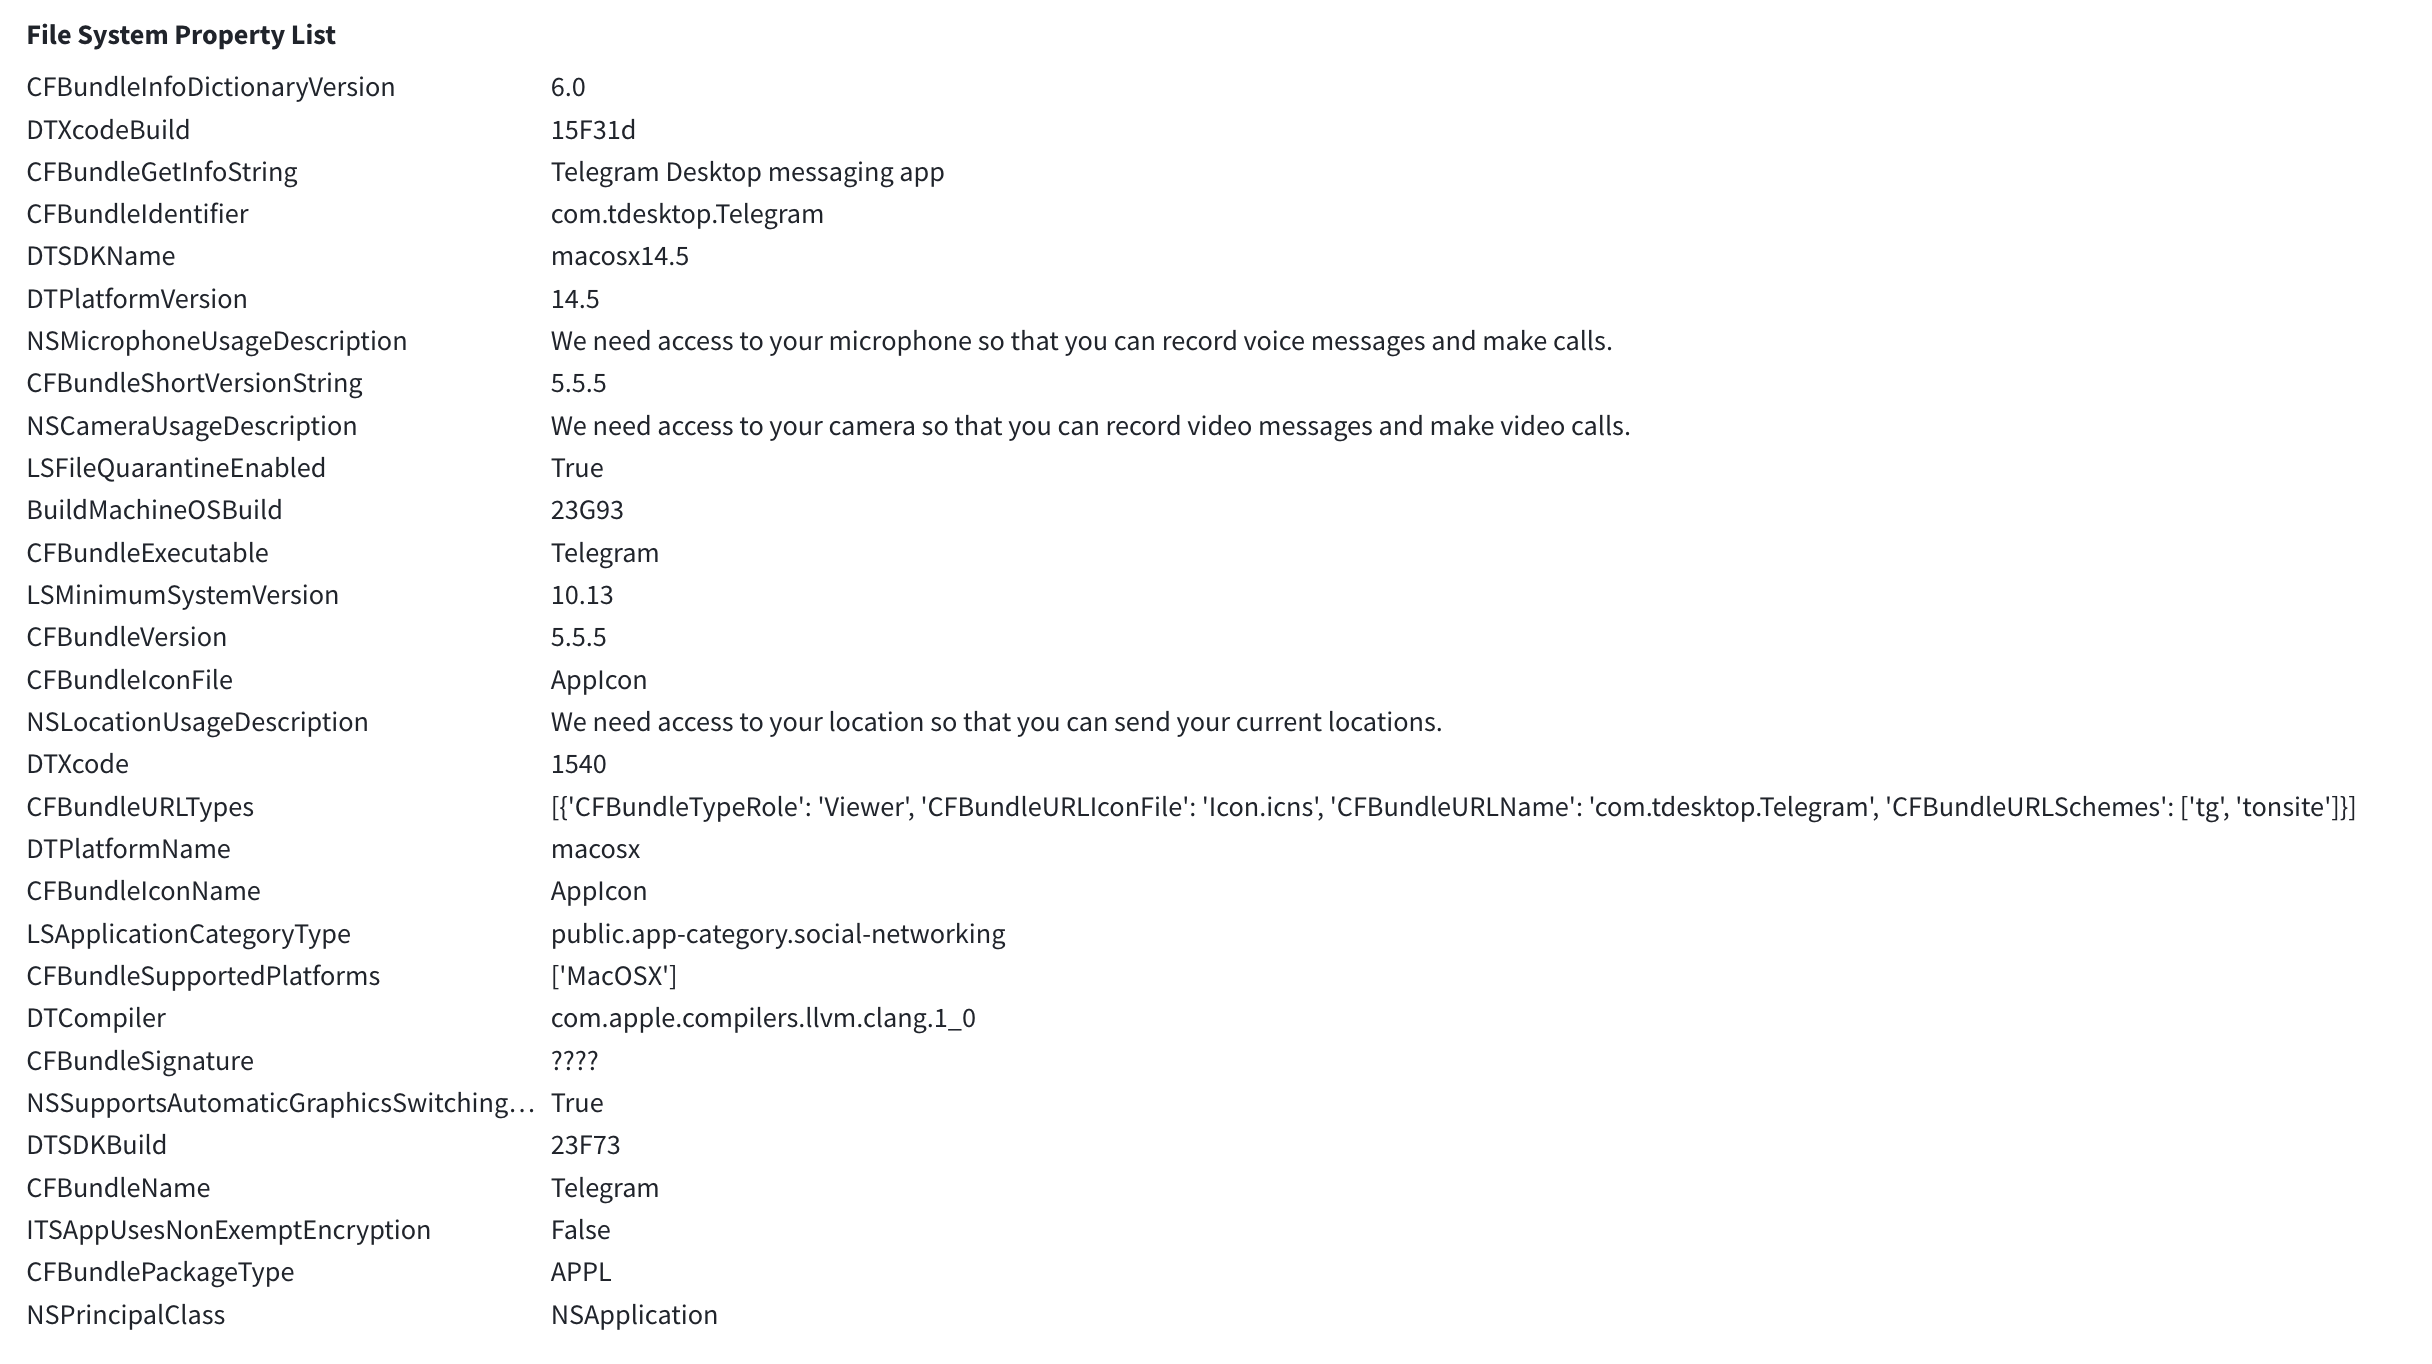 File System Property List
CFBundleInfoDictionaryVersion 6.0
DTXcodeBuild 15F31d
CFBundleGetInfoString Telegram Desktop messaging app
CFBundleIdentifier com.tdesktop.Telegram
DTSDKName macosx14.5
DTPlatformVersion 14.5
NSMicrophoneUsageDescription We need access to your microphone so that you can record voice messages and make calls.
CFBundleShortVersionString 5.5.5
NSCameraUsageDescription We need access to your camera so that you can record video messages and make video calls.
LSFileQuarantineEnabled True
BuildMachineOSBuild 23G93
CFBundleExecutable Telegram
LSMinimumSystemVersion 10.13
CFBundleVersion 5.5.5
CFBundleIconFile AppIcon
NSLocationUsageDescription We need access to your location so that you can send your current locations.
DTXcode 1540
CFBundleURLTypes [{'CFBundleTypeRole': 'Viewer', 'CFBundleURLIconFile': 'Icon.icns', 'CFBundleURLName': 'com.tdesktop.Telegram', 'CFBundleURLSchemes': ['tg', 'tonsite']}]
DTPlatformName macosx
CFBundleIconName AppIcon
LSApplicationCategoryType public.app-category.social-networking
CFBundleSupportedPlatforms ['MacOSX']
DTCompiler com.apple.compilers.llvm.clang.1_0
CFBundleSignature ????
NSSupportsAutomaticGraphicsSwitching… True
DTSDKBuild 23F73
CFBundleName Telegram
ITSAppUsesNonExemptEncryption False
CFBundlePackageType APPL
NSPrincipalClass NSApplication